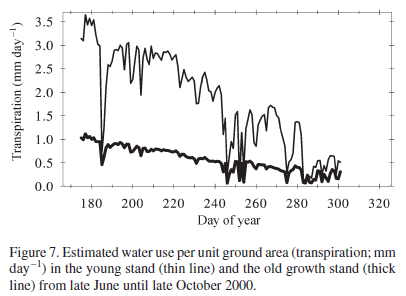 Transpiration (mm day−1)
3.5
3.0
2.5
2.0
1.5
1.0
0.5
0.0
180 200 220 240 260 280 300 320
Day of year
Figure 7. Estimated water use per unit ground area (transpiration; mm
day−1) in the young stand (thin line) and the old growth stand (thick
line) from late June until late October 2000.